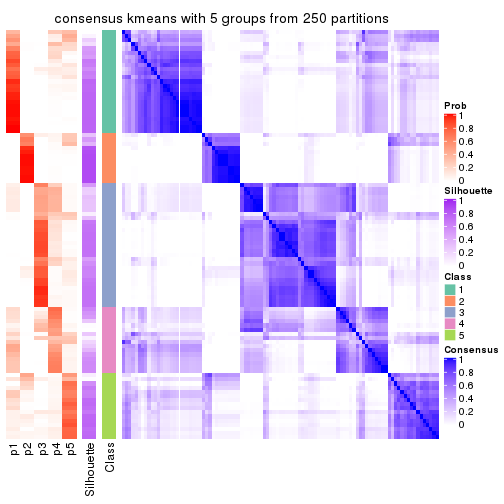 consensus kmeans with 5 groups from 250 partitions
Prob
1
0.8
0.6
0.4
0.2
0
Silhouette
1
0.8
0.6
0.4
0.2
0
Class
1
2
3
4
5
Consensus
1
0.8
0.6
0.4
0.2
0
p1
p2
p3
p4
p5
Silhouette
Class